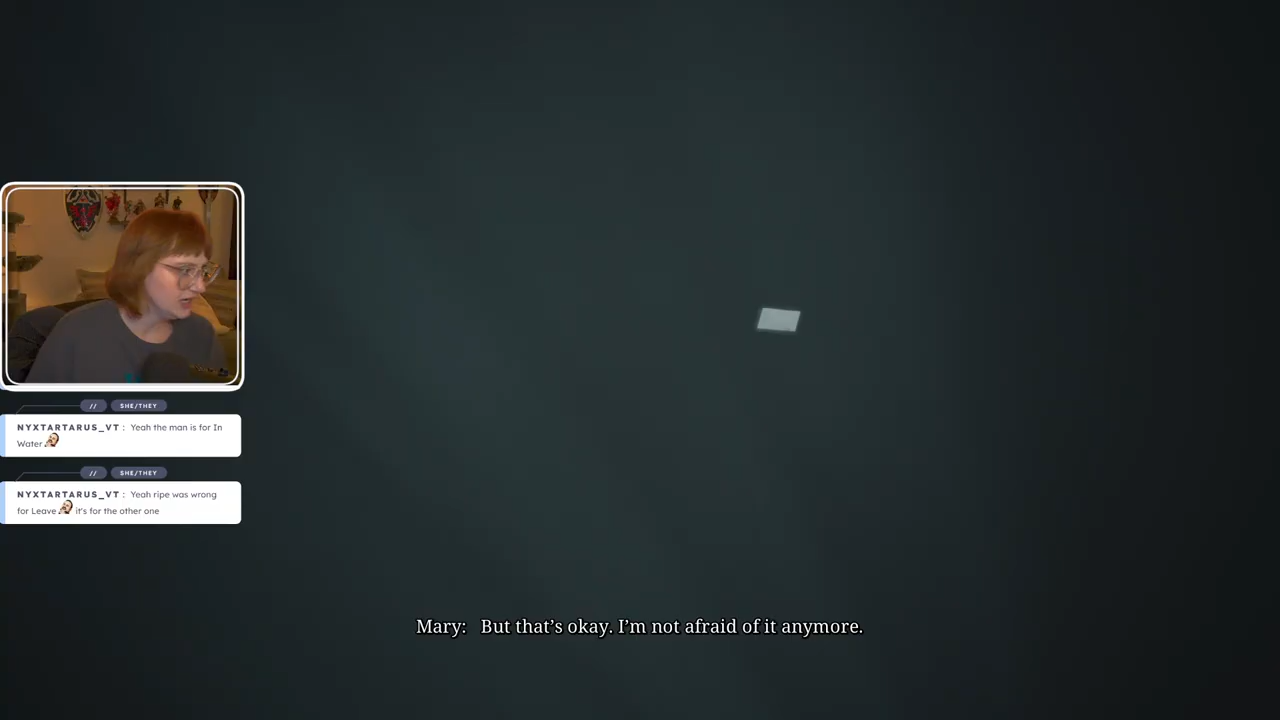 // SHE/THEY
NYXTARTARUS_VT : Yeah the man is for In
Water
// SHE/THEY
NYXTARTARUS_VT : Yeah ripe was wrong
for Leave it's for the other one
Mary: But that’s okay. I’m not afraid of it anymore.